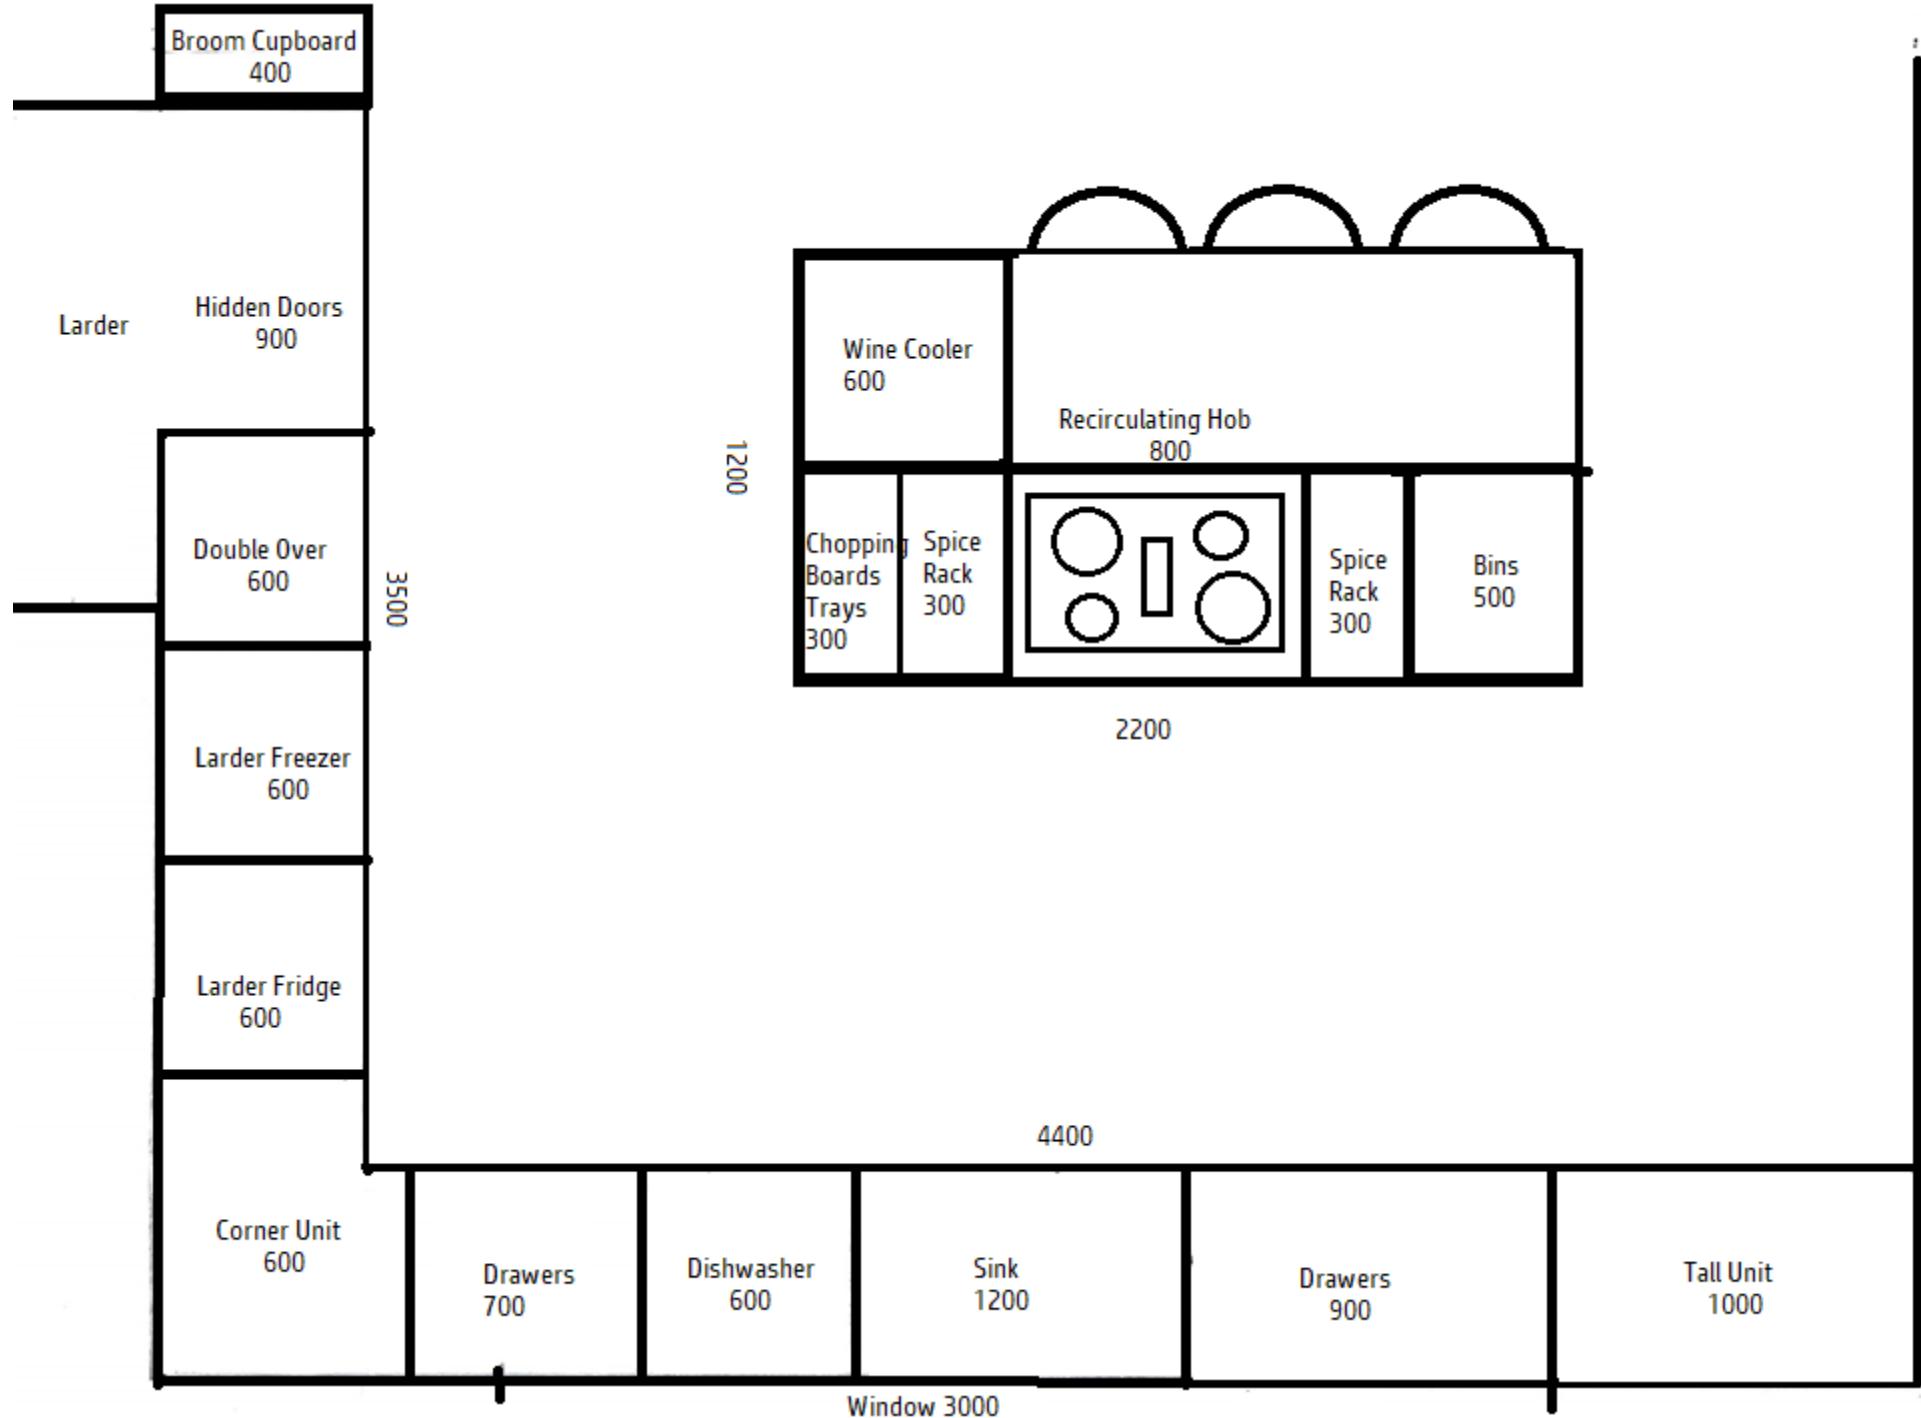 Broom Cupboard
400
Larder
Hidden Doors
900
Wine Cooler
600
Recirculating Hob
800
1200
Chopping
Boards
Trays
300
Spice
Rack
300
Spice
Rack
300
Bins
500
2200
Double Over
600
3500
Larder Freezer
600
Larder Fridge
600
4400
Corner Unit
600
Drawers
700
Dishwasher
600
Sink
1200
Drawers
900
Tall Unit
1000
Window 3000